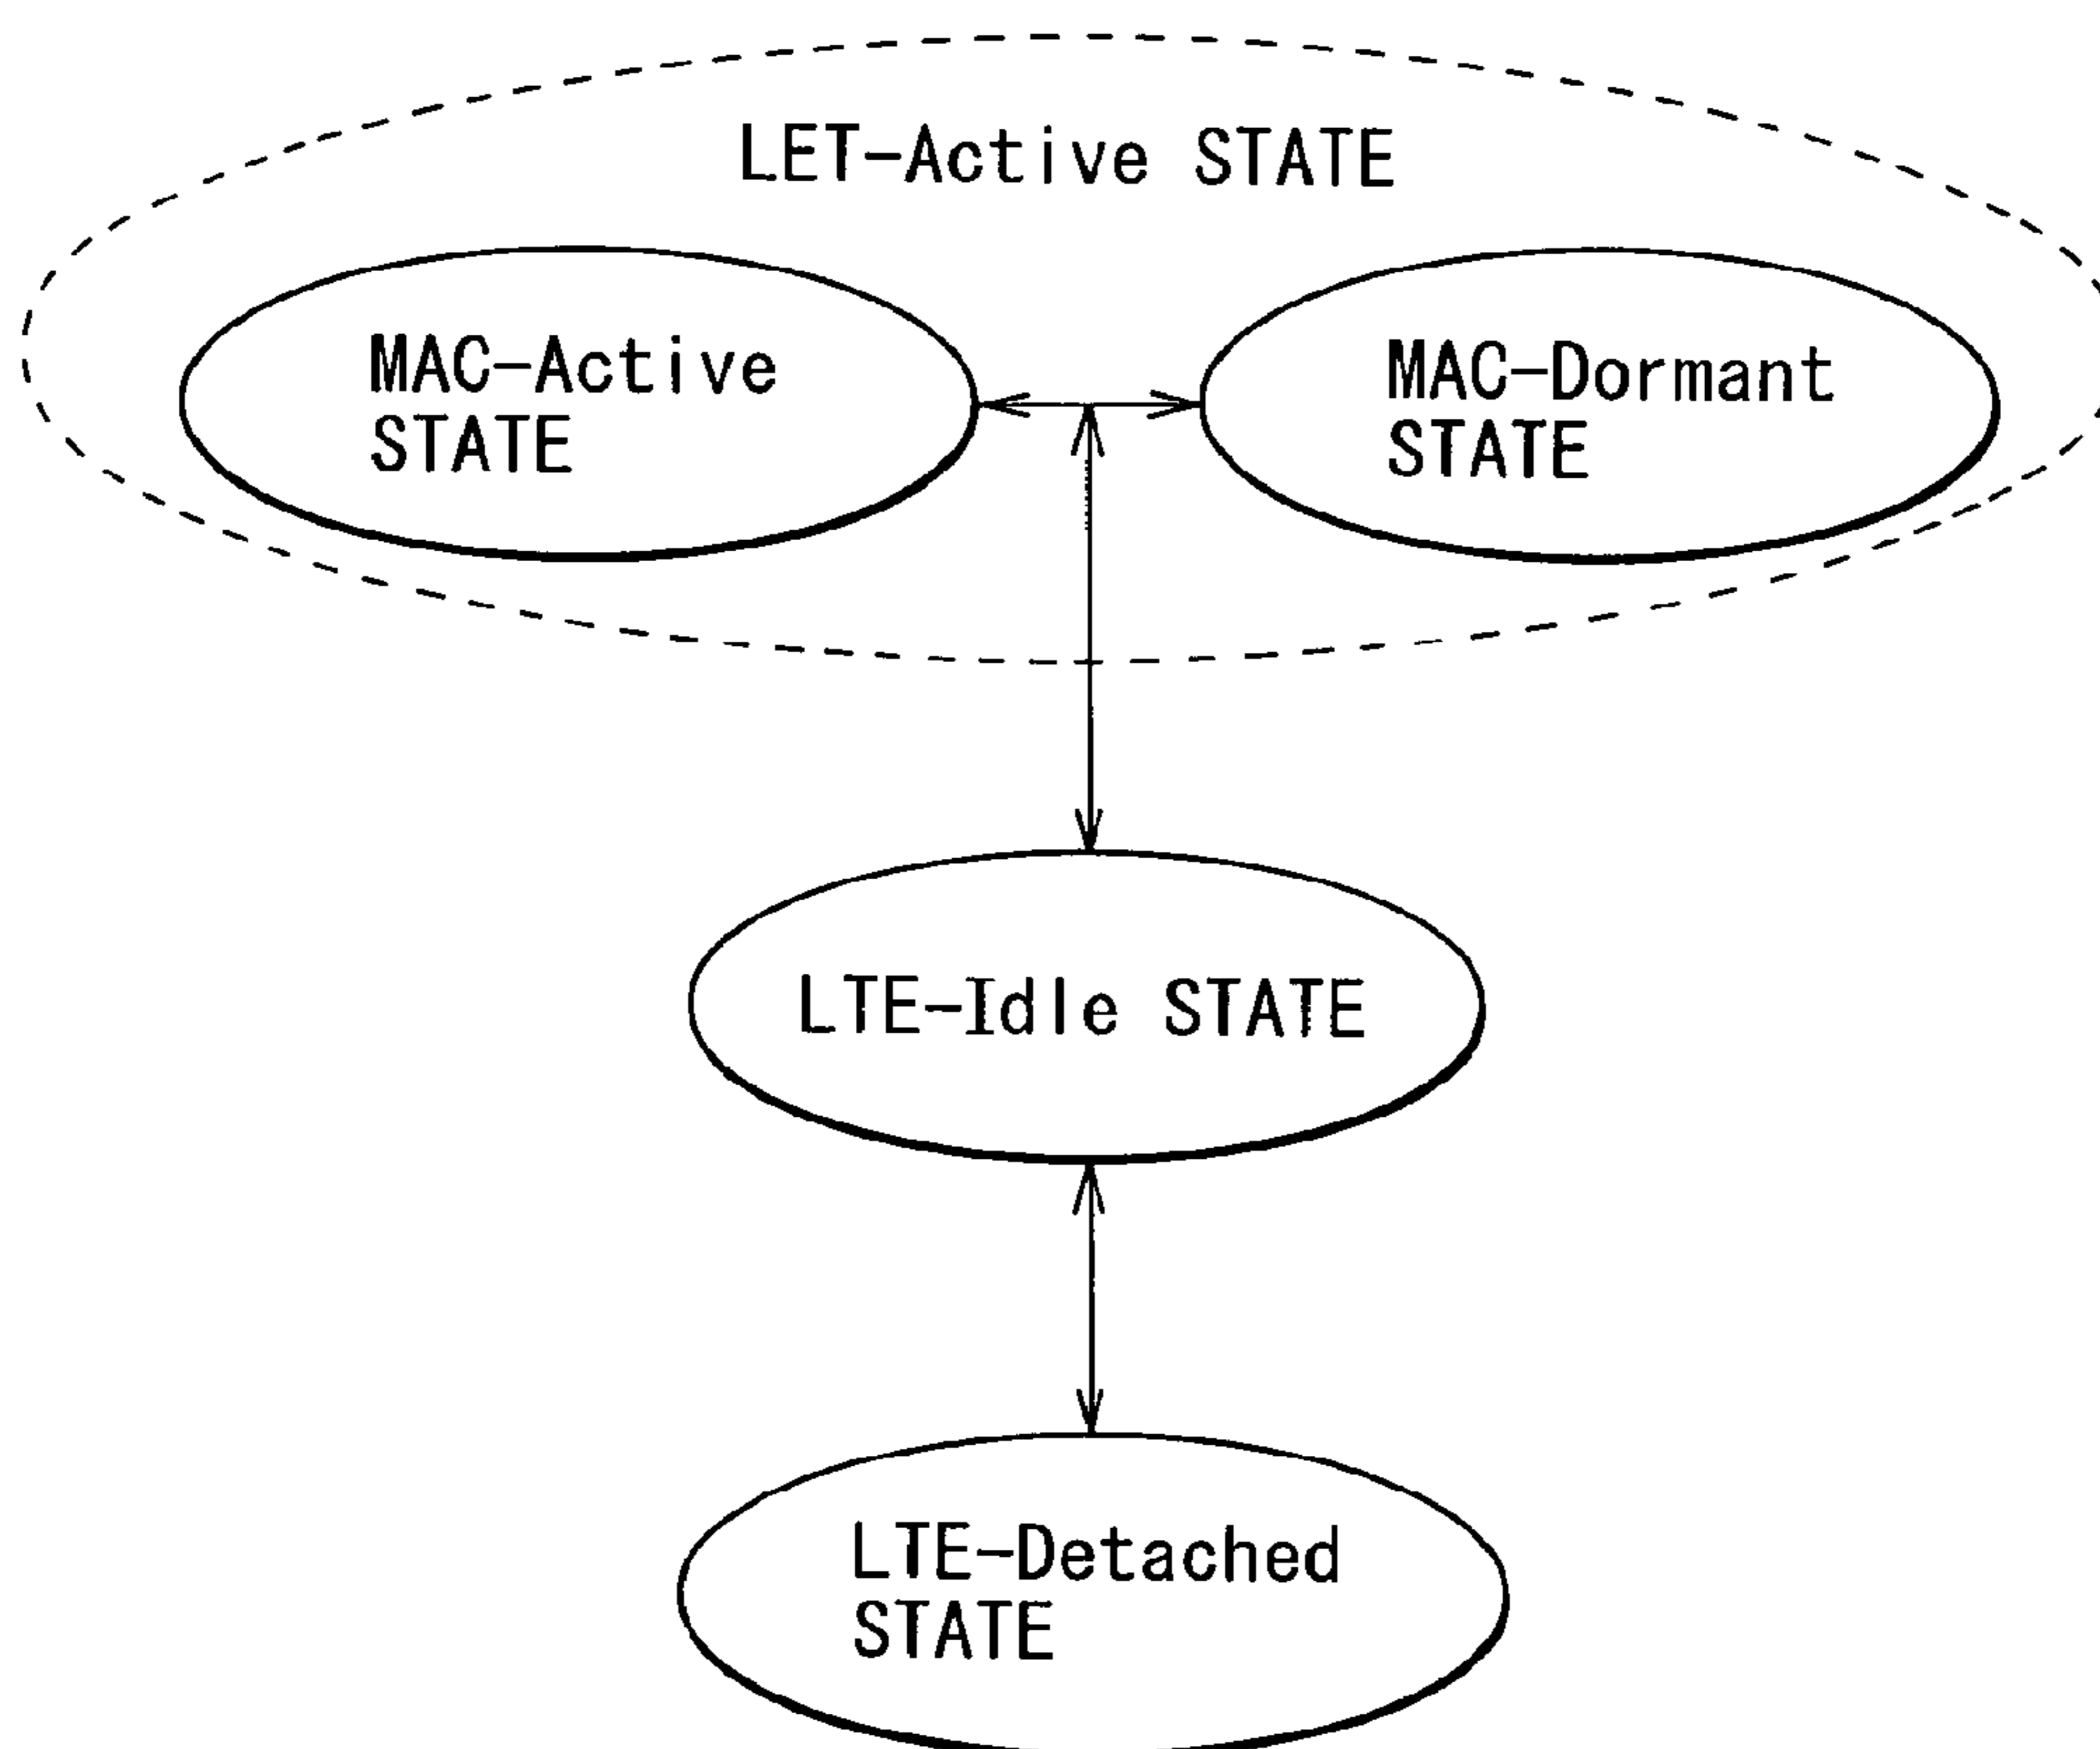 LET-Active STATE
MAC-Active
STATE
MAC-Dormant
STATE
LTE-Idle STATE
LTE-Detached
STATE